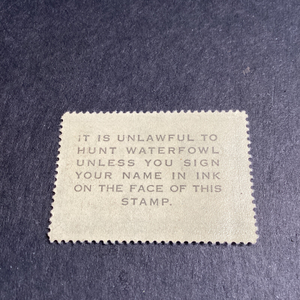 IT IS UNLAWFUL TO
HUNT WATERFOWL
UNLESS YOU SIGN
YOUR NAME IN INK
ON THE FACE OF THIS
STAMP.